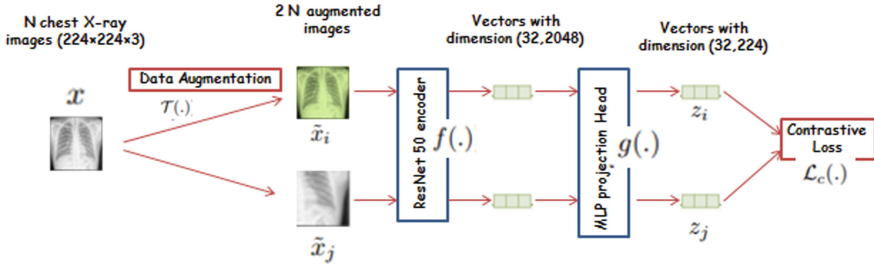 N chest X-ray
images (224×224×3)
2 N augmented
images
Vectors with
dimension (32,2048)
Vectors with
dimension (32,224)
x
Data Augmentation
𝒯(.)
x̃ᵢ
x̃ⱼ
ResNet 50 encoder
f(.)
MLP projection Head
g(.)
zᵢ
zⱼ
Contrastive
Loss
ℒc(.)